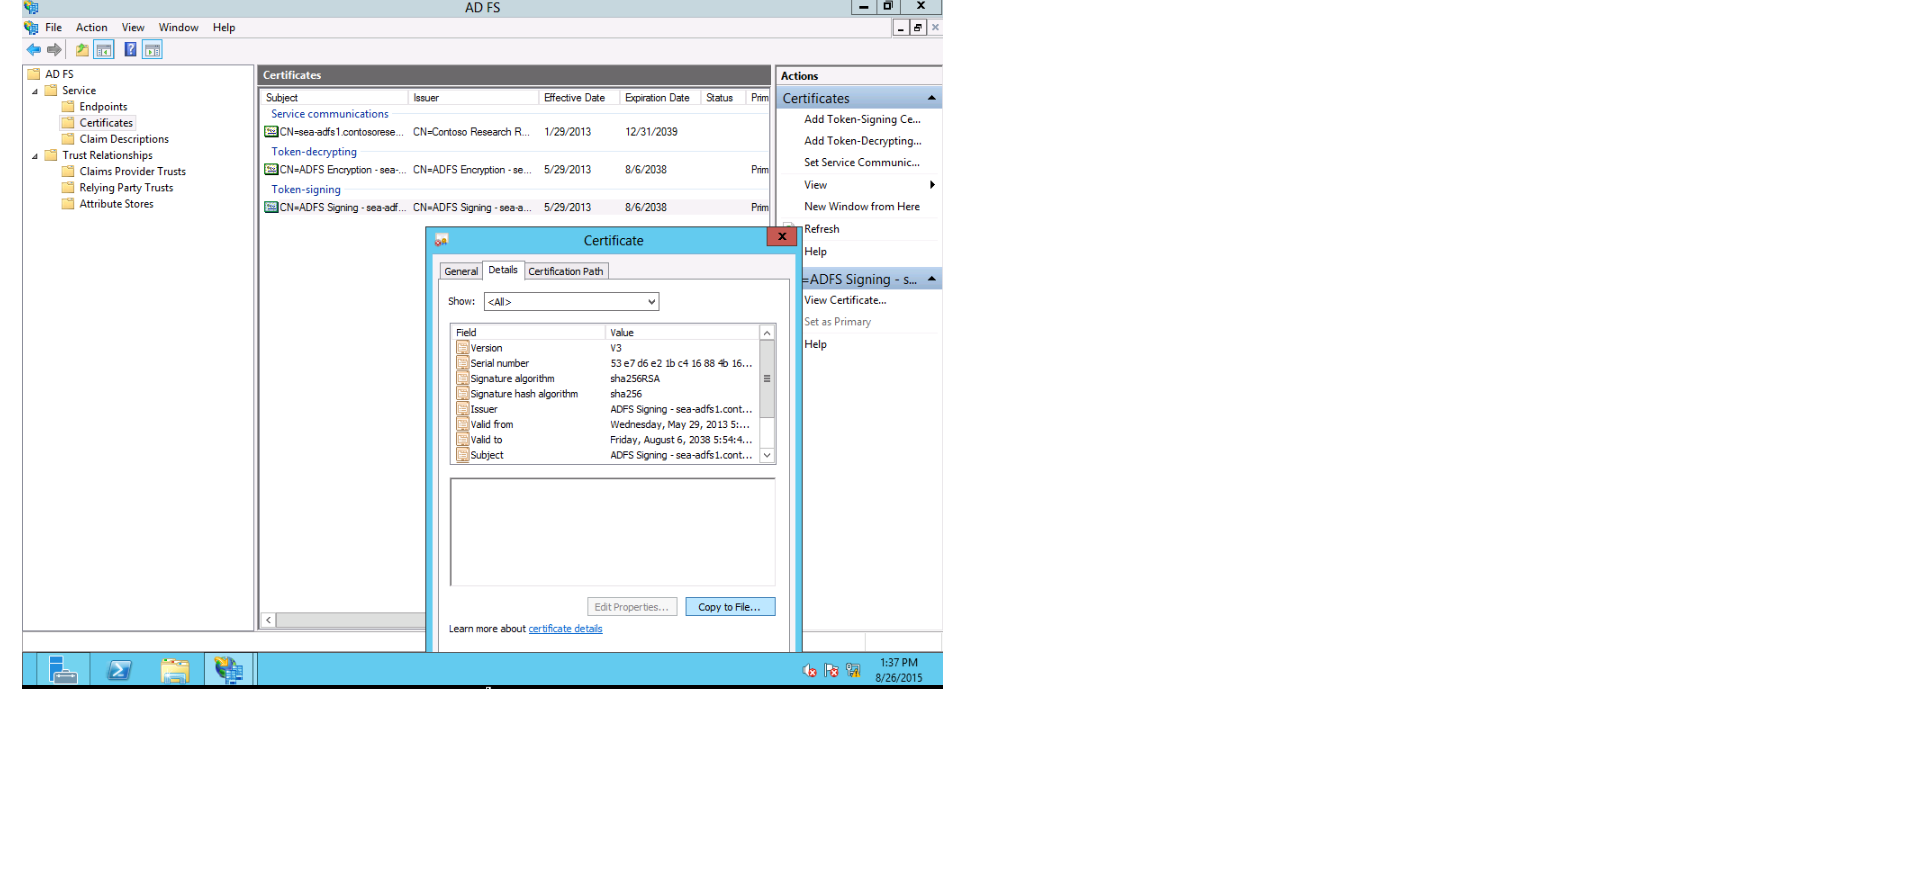 AD FS
File Action View Window Help
AD FS
Service
Endpoints
Certificates
Claim Descriptions
Trust Relationships
Claims Provider Trusts
Relying Party Trusts
Attribute Stores
Certificates
Subject Issuer Effective Date Expiration Date Status Prim
Service communications
CN=sea-adfs1.contosorese... CN=Contoso Research R... 1/29/2013 12/31/2039
Token-decrypting
CN=ADFS Encryption - sea-... CN=ADFS Encryption - se... 5/29/2013 8/6/2038 Prim
Token-signing
CN=ADFS Signing - sea-adf... CN=ADFS Signing - sea-a... 5/29/2013 8/6/2038 Prim
Actions
Certificates
Add Token-Signing Ce...
Add Token-Decrypting...
Set Service Communic...
View
New Window from Here
Refresh
Help
=ADFS Signing - s...
View Certificate...
Set as Primary
Help
Certificate
General Details Certification Path
Show: <All>
Field Value
Version V3
Serial number 53 e7 d6 e2 1b c4 16 88 4b 16...
Signature algorithm sha256RSA
Signature hash algorithm sha256
Issuer ADFS Signing - sea-adfs1.cont...
Valid from Wednesday, May 29, 2013 5:...
Valid to Friday, August 6, 2038 5:54:4...
Subject ADFS Signing - sea-adfs1.cont...
Edit Properties... Copy to File...
Learn more about certificate details
1:37 PM
8/26/2015